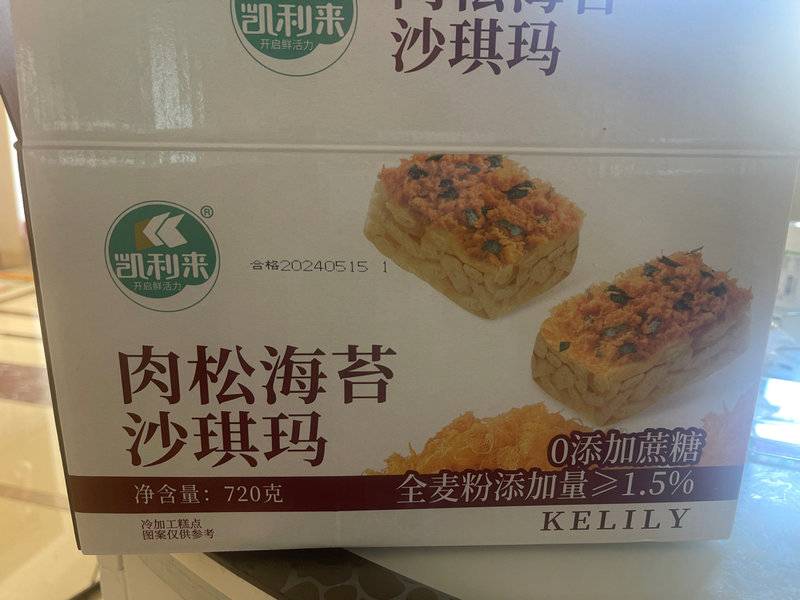 凯利来
开启鲜活力
肉松海苔
沙琪玛
®
凯利来
开启鲜活力
合格20240515 1
肉松海苔
沙琪玛
0添加蔗糖
净含量：720克
全麦粉添加量≥1.5%
冷加工糕点
图案仅供参考
KELILY